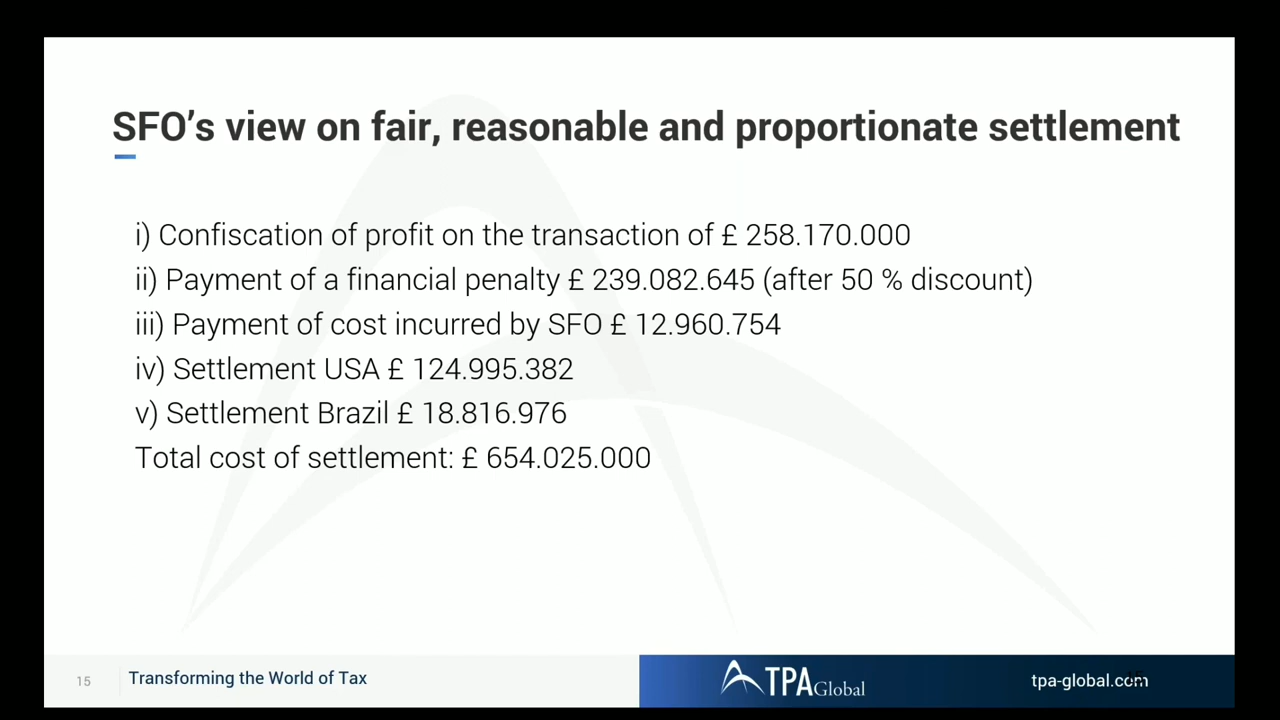 SFO’s view on fair, reasonable and proportionate settlement
i) Confiscation of profit on the transaction of £ 258.170.000
ii) Payment of a financial penalty £ 239.082.645 (after 50 % discount)
iii) Payment of cost incurred by SFO £ 12.960.754
iv) Settlement USA £ 124.995.382
v) Settlement Brazil £ 18.816.976
Total cost of settlement: £ 654.025.000
15
Transforming the World of Tax
TPA Global
tpa-global.com